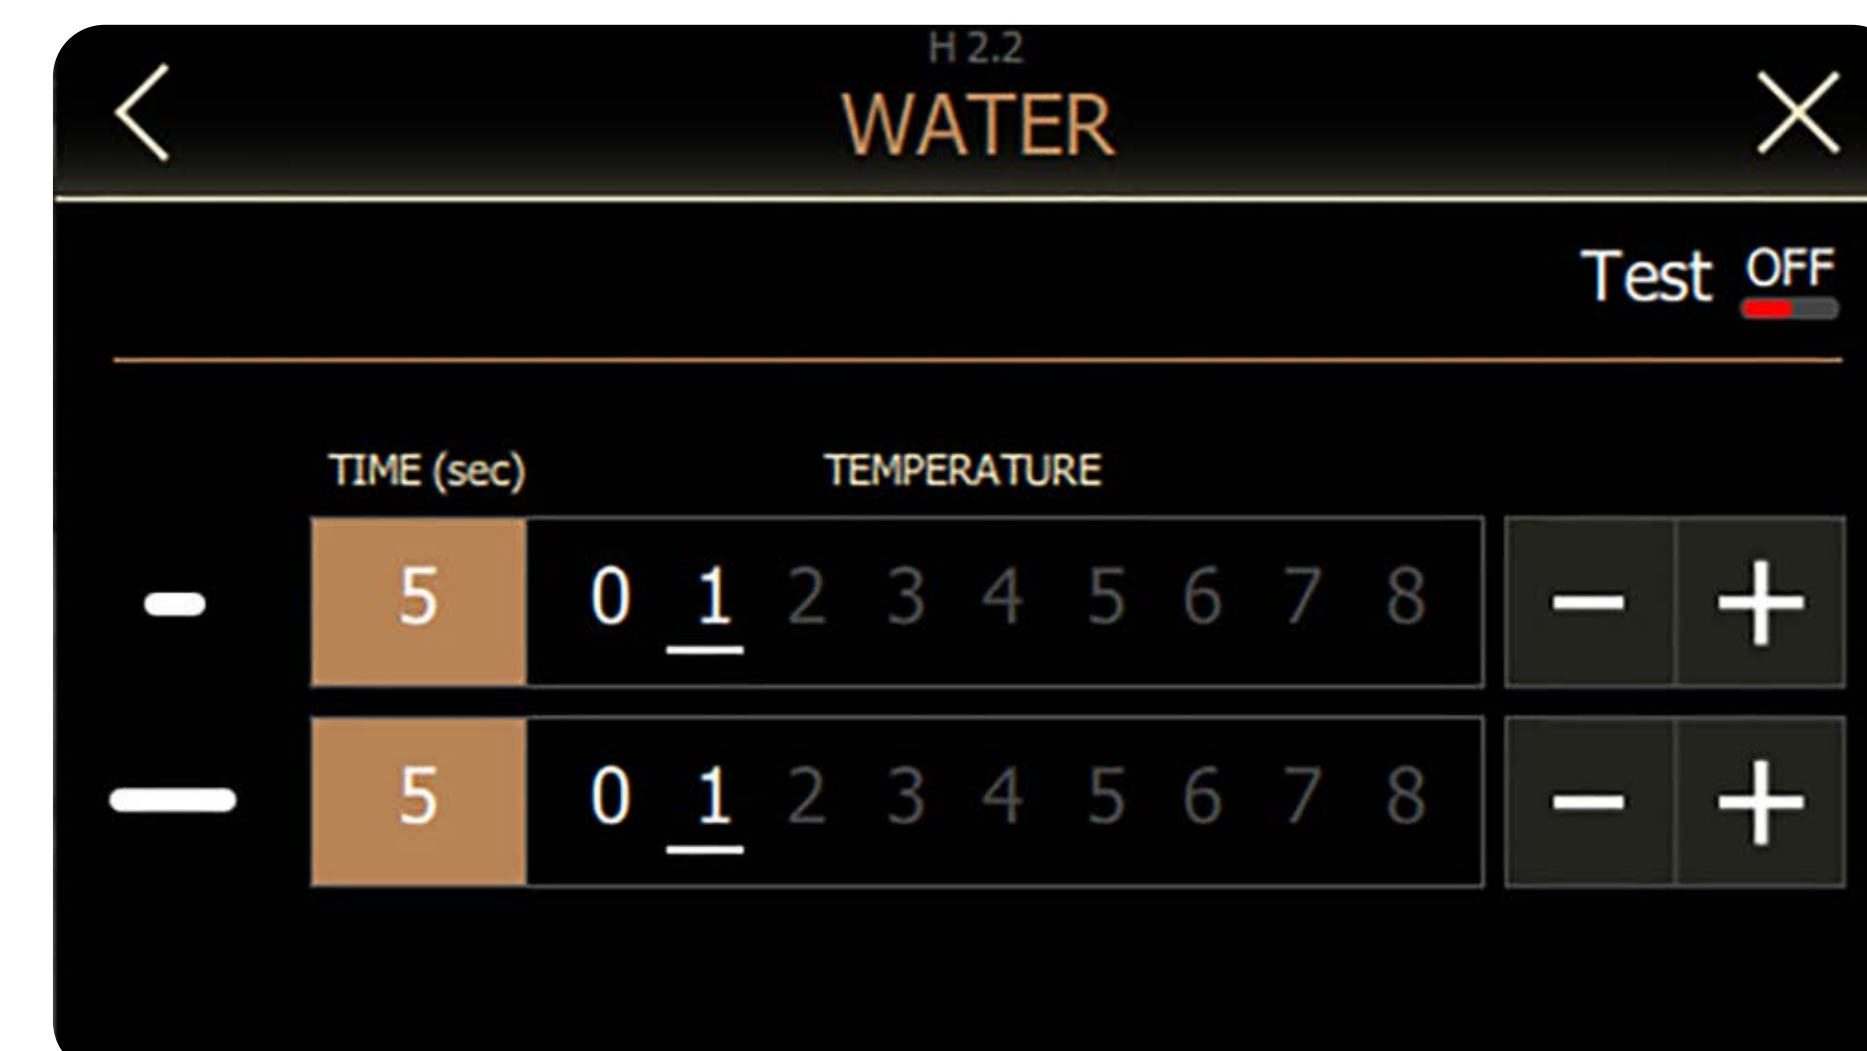 H 2.2
WATER
Test OFF
TIME (sec) TEMPERATURE
5 0 1 2 3 4 5 6 7 8 − +
5 0 1 2 3 4 5 6 7 8 − +